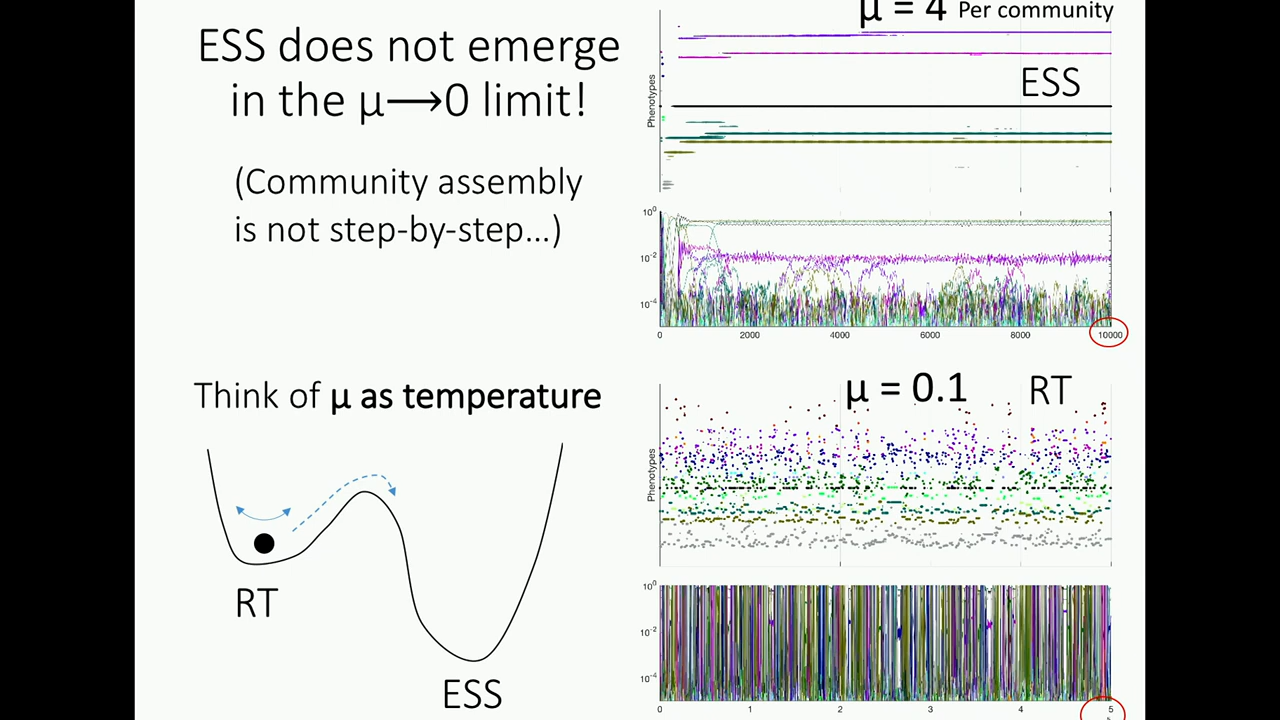 ESS does not emerge
in the μ⟶0 limit!
(Community assembly
is not step-by-step...)
Think of μ as temperature
RT
ESS
μ = 4 Per community
Phenotypes
ESS
10⁰
10⁻²
10⁻⁴
0 2000 4000 6000 8000 10000
μ = 0.1 RT
Phenotypes
10⁰
10⁻²
10⁻⁴
0 1 2 3 4 5